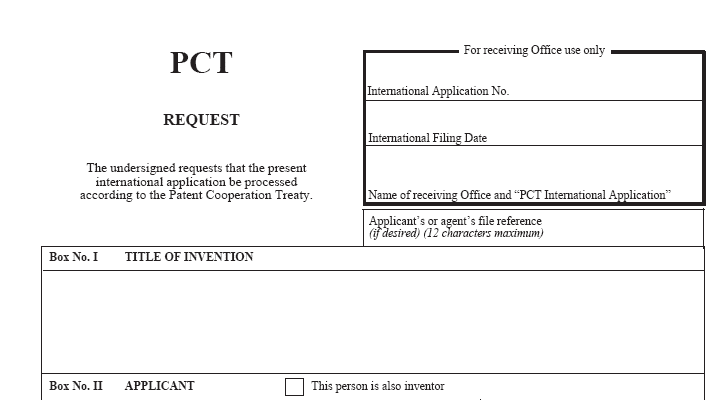 PCT
REQUEST
The undersigned requests that the present
international application be processed
according to the Patent Cooperation Treaty.
For receiving Office use only
International Application No.
International Filing Date
Name of receiving Office and “PCT International Application”
Applicant’s or agent’s file reference
(if desired) (12 characters maximum)
Box No. I TITLE OF INVENTION
Box No. II APPLICANT
This person is also inventor